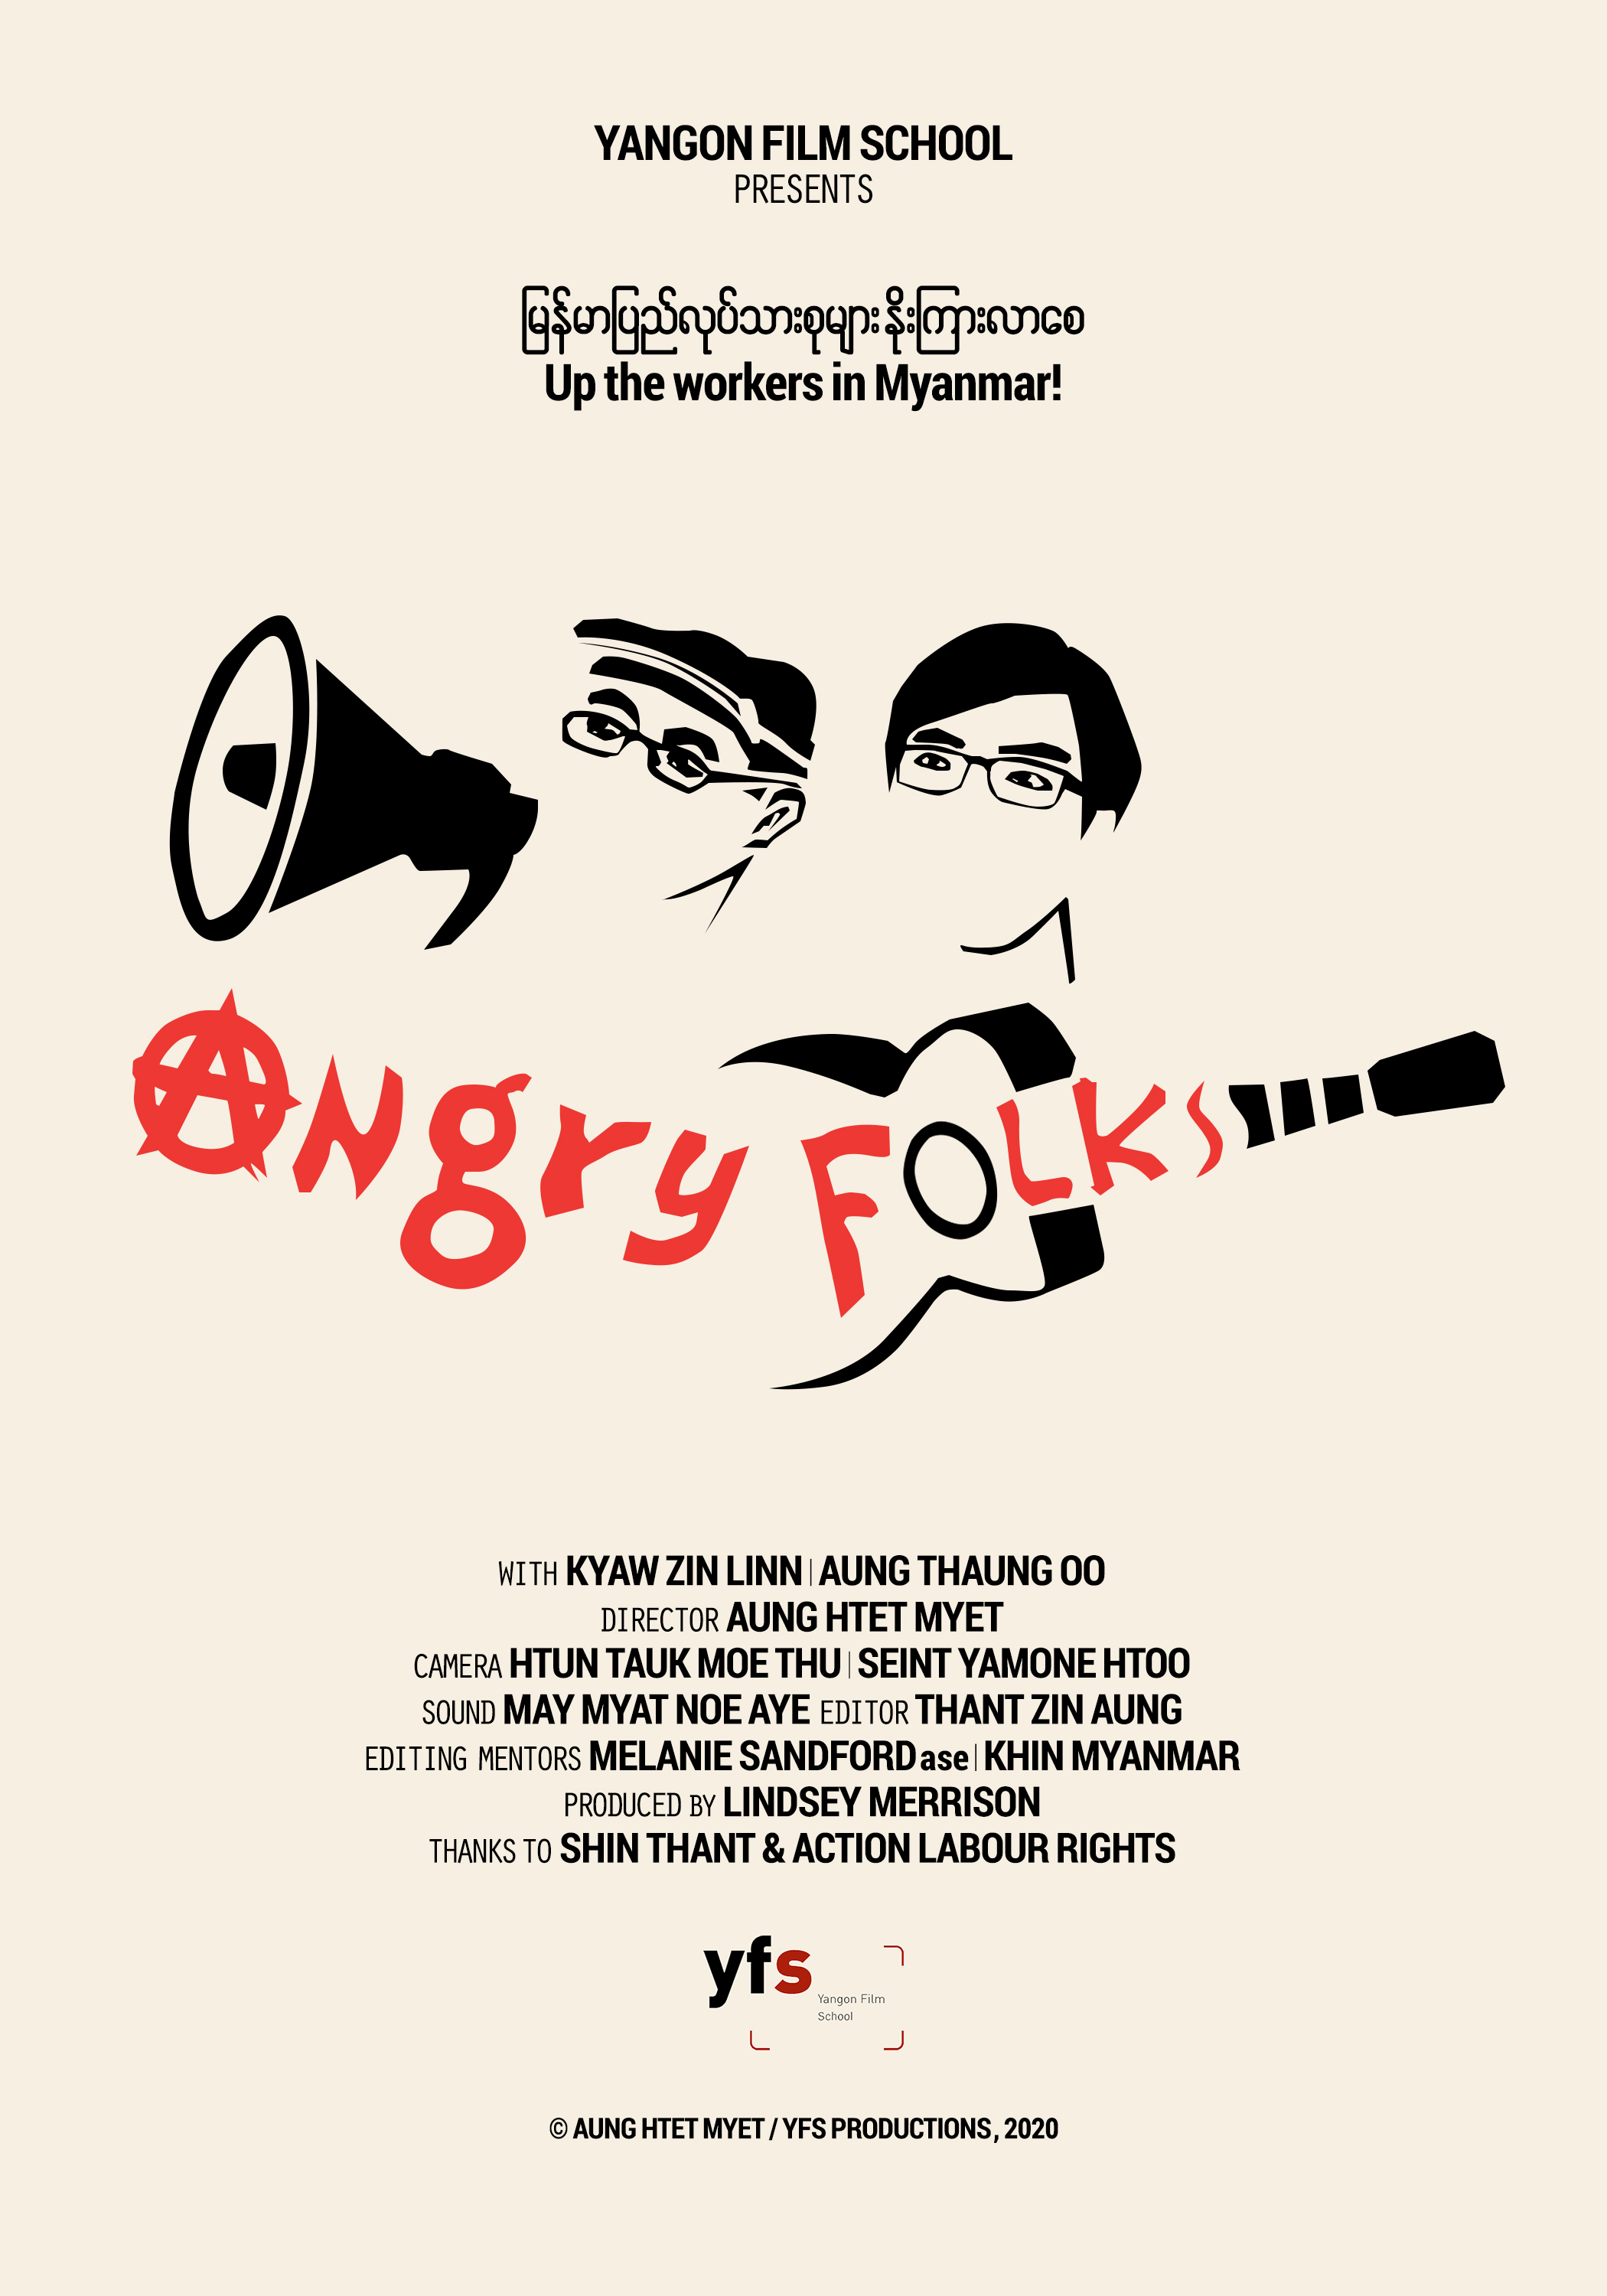 YANGON FILM SCHOOL
PRESENTS
မြန်မာပြည်လုပ်သားစုများ နိုးကြားလာစေ
Up the workers in Myanmar!
Angry FOLKS
WITH KYAW ZIN LINN | AUNG THAUNG OO
DIRECTOR AUNG HTET MYET
CAMERA HTUN TAUK MOE THU | SEINT YAMONE HTOO
SOUND MAY MYAT NOE AYE EDITOR THANT ZIN AUNG
EDITING MENTORS MELANIE SANDFORD ase | KHIN MYANMAR
PRODUCED BY LINDSEY MERRISON
THANKS TO SHIN THANT & ACTION LABOUR RIGHTS
yfs
Yangon Film
School
© AUNG HTET MYET / YFS PRODUCTIONS, 2020